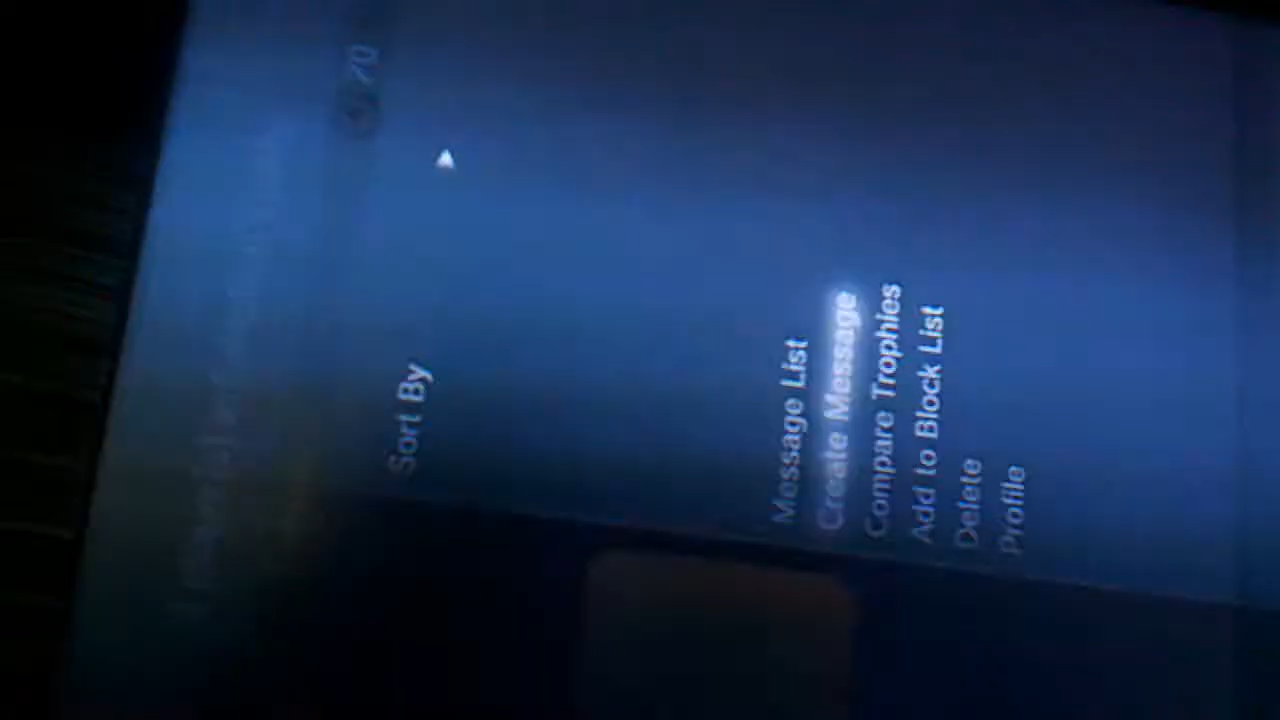 Sort By
Message List
Create Message
Compare Trophies
Add to Block List
Delete
Profile